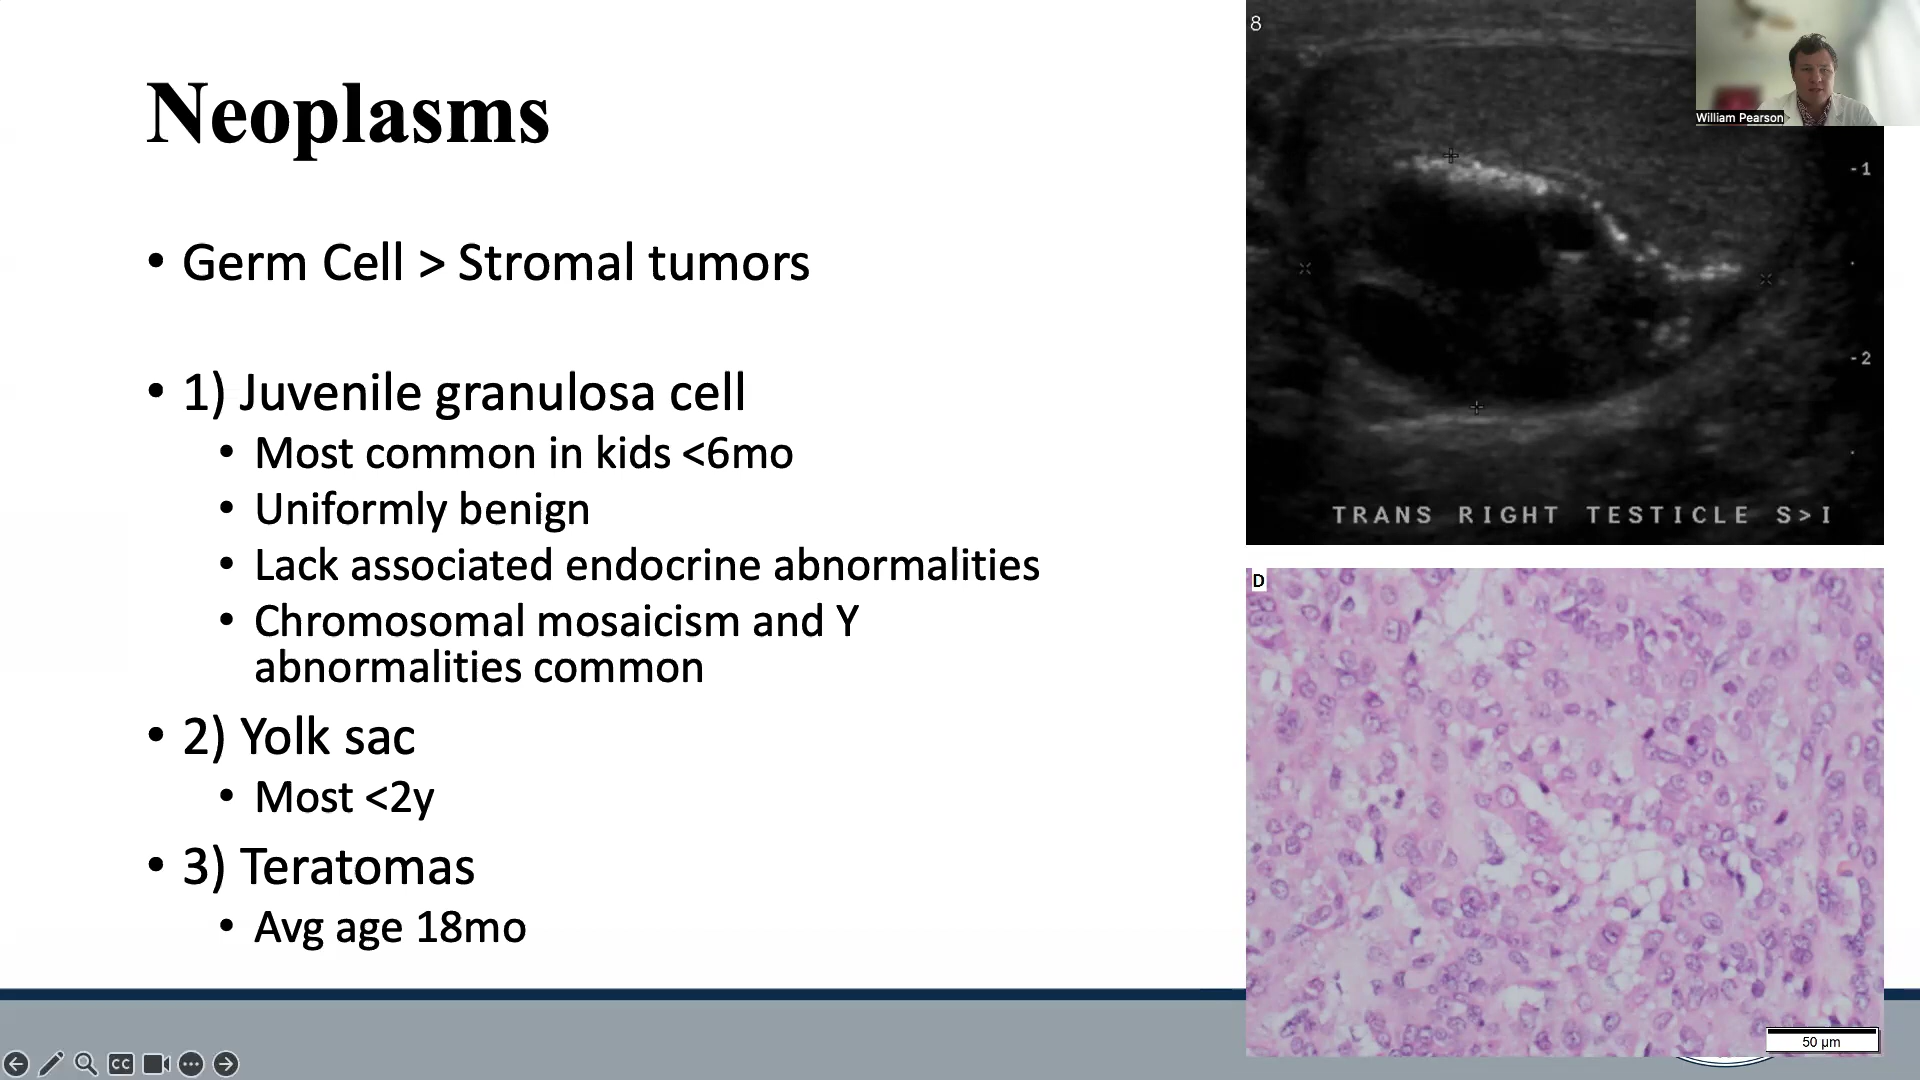 Neoplasms
• Germ Cell > Stromal tumors
• 1) Juvenile granulosa cell
• Most common in kids <6mo
• Uniformly benign
• Lack associated endocrine abnormalities
• Chromosomal mosaicism and Y
abnormalities common
• 2) Yolk sac
• Most <2y
• 3) Teratomas
• Avg age 18mo
8
William Pearson
-1
-2
TRANS RIGHT TESTICLE S>I
D
50 µm
CC